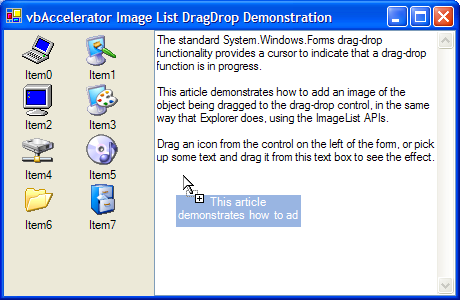 vbAccelerator Image List DragDrop Demonstration
Item0 Item1
Item2 Item3
Item4 Item5
Item6 Item7
The standard System.Windows.Forms drag-drop
functionality provides a cursor to indicate that a drag-drop
function is in progress.
This article demonstrates how to add an image of the
object being dragged to the drag-drop control, in the same
way that Explorer does, using the ImageList APIs.
Drag an icon from the control on the left of the form, or pick
up some text and drag it from this text box to see the effect.
This article
demonstrates how to ad